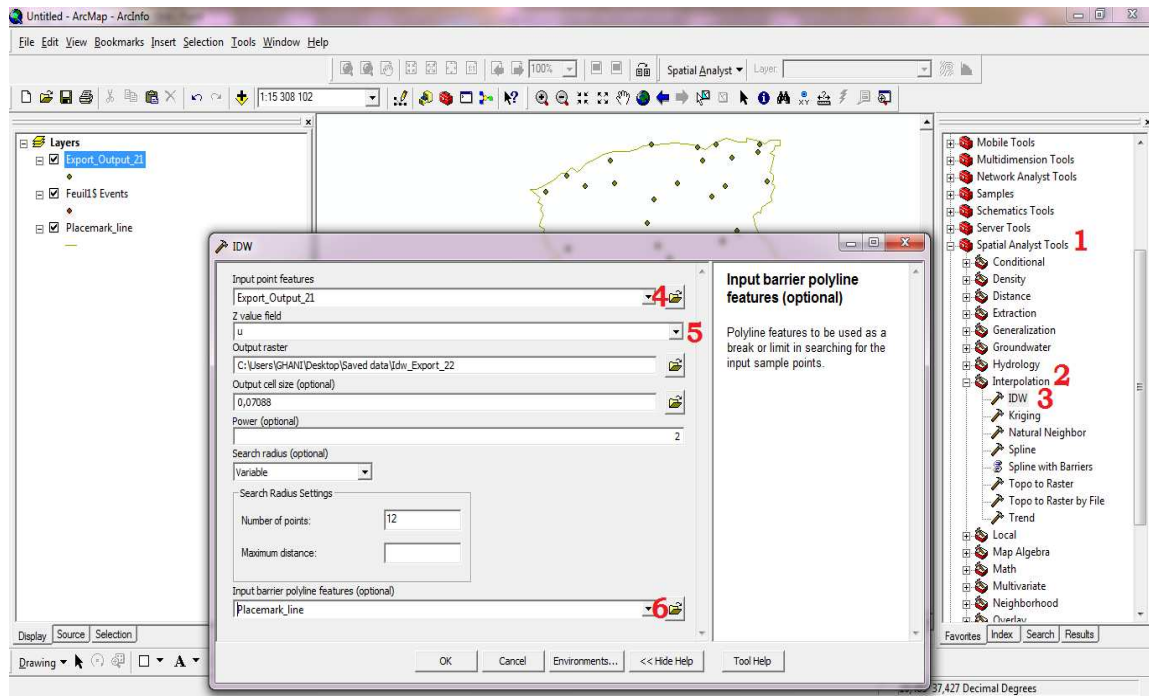 Untitled - ArcMap - ArcInfo
File Edit View Bookmarks Insert Selection Tools Window Help
100% Spatial Analyst Layer:
1:15 308 102
Layers
Export_Output_21
Feuil1$ Events
Placemark_line
Display Source Selection
Drawing A
IDW
Input point features
Export_Output_21 4
Z value field
u 5
Output raster
C:\Users\GHANI\Desktop\Saved data\Idw_Export_22
Output cell size (optional)
0,07088
Power (optional)
2
Search radius (optional)
Variable
Search Radius Settings
Number of points: 12
Maximum distance:
Input barrier polyline features (optional)
Placemark_line 6
OK Cancel Environments... << Hide Help Tool Help
Input barrier polyline
features (optional)
Polyline features to be used as a
break or limit in searching for the
input sample points.
Mobile Tools
Multidimension Tools
Network Analyst Tools
Samples
Schematics Tools
Server Tools
Spatial Analyst Tools 1
Conditional
Density
Distance
Extraction
Generalization
Groundwater
Hydrology
Interpolation 2
IDW 3
Kriging
Natural Neighbor
Spline
Spline with Barriers
Topo to Raster
Topo to Raster by File
Trend
Local
Map Algebra
Math
Multivariate
Neighborhood
Overlay
Favorites Index Search Results
37,427 Decimal Degrees